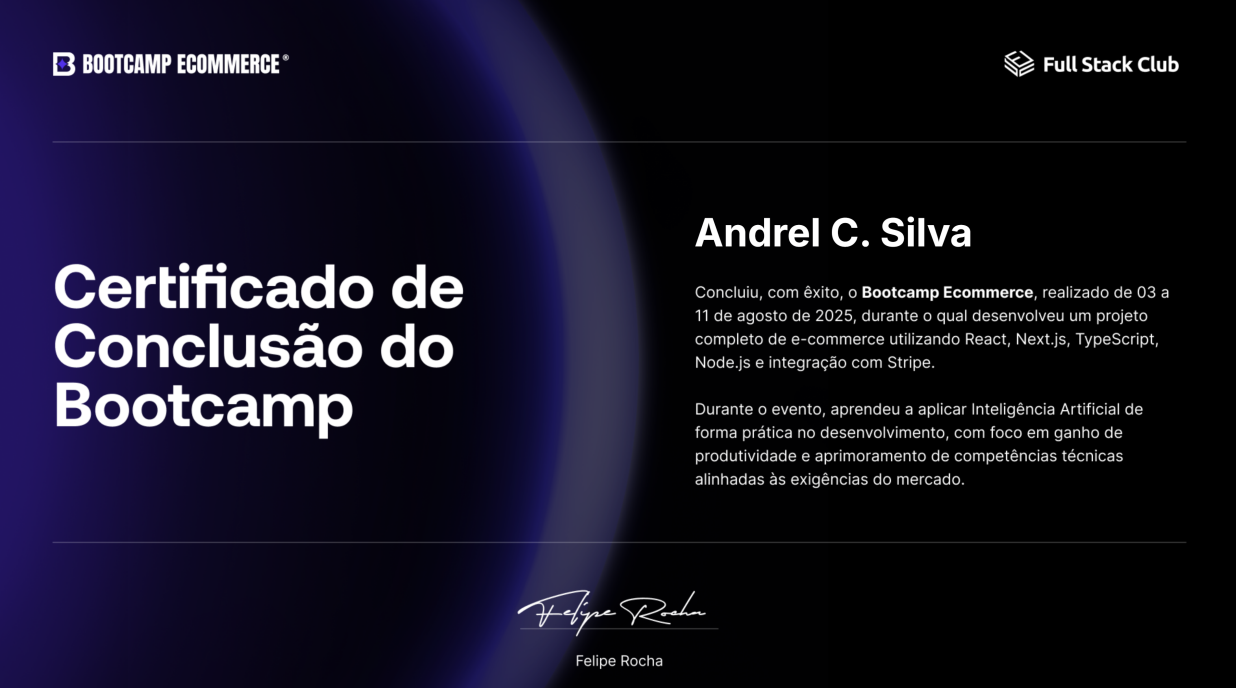 BOOTCAMP ECOMMERCE®
Full Stack Club
Certificado de
Conclusão do
Bootcamp
Andrel C. Silva
Concluiu, com êxito, o Bootcamp Ecommerce, realizado de 03 a
11 de agosto de 2025, durante o qual desenvolveu um projeto
completo de e-commerce utilizando React, Next.js, TypeScript,
Node.js e integração com Stripe.
Durante o evento, aprendeu a aplicar Inteligência Artificial de
forma prática no desenvolvimento, com foco em ganho de
produtividade e aprimoramento de competências técnicas
alinhadas às exigências do mercado.
Felipe Rocha
Felipe Rocha